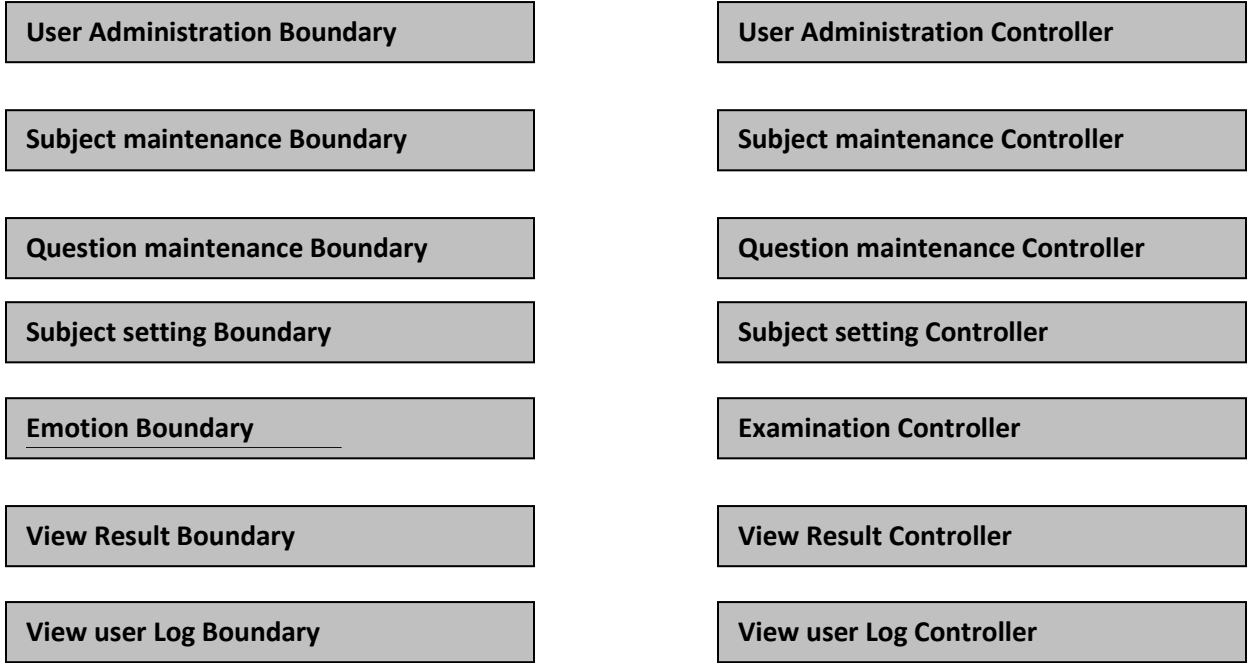 User Administration Boundary
User Administration Controller
Subject maintenance Boundary
Subject maintenance Controller
Question maintenance Boundary
Question maintenance Controller
Subject setting Boundary
Subject setting Controller
Emotion Boundary
Examination Controller
View Result Boundary
View Result Controller
View user Log Boundary
View user Log Controller